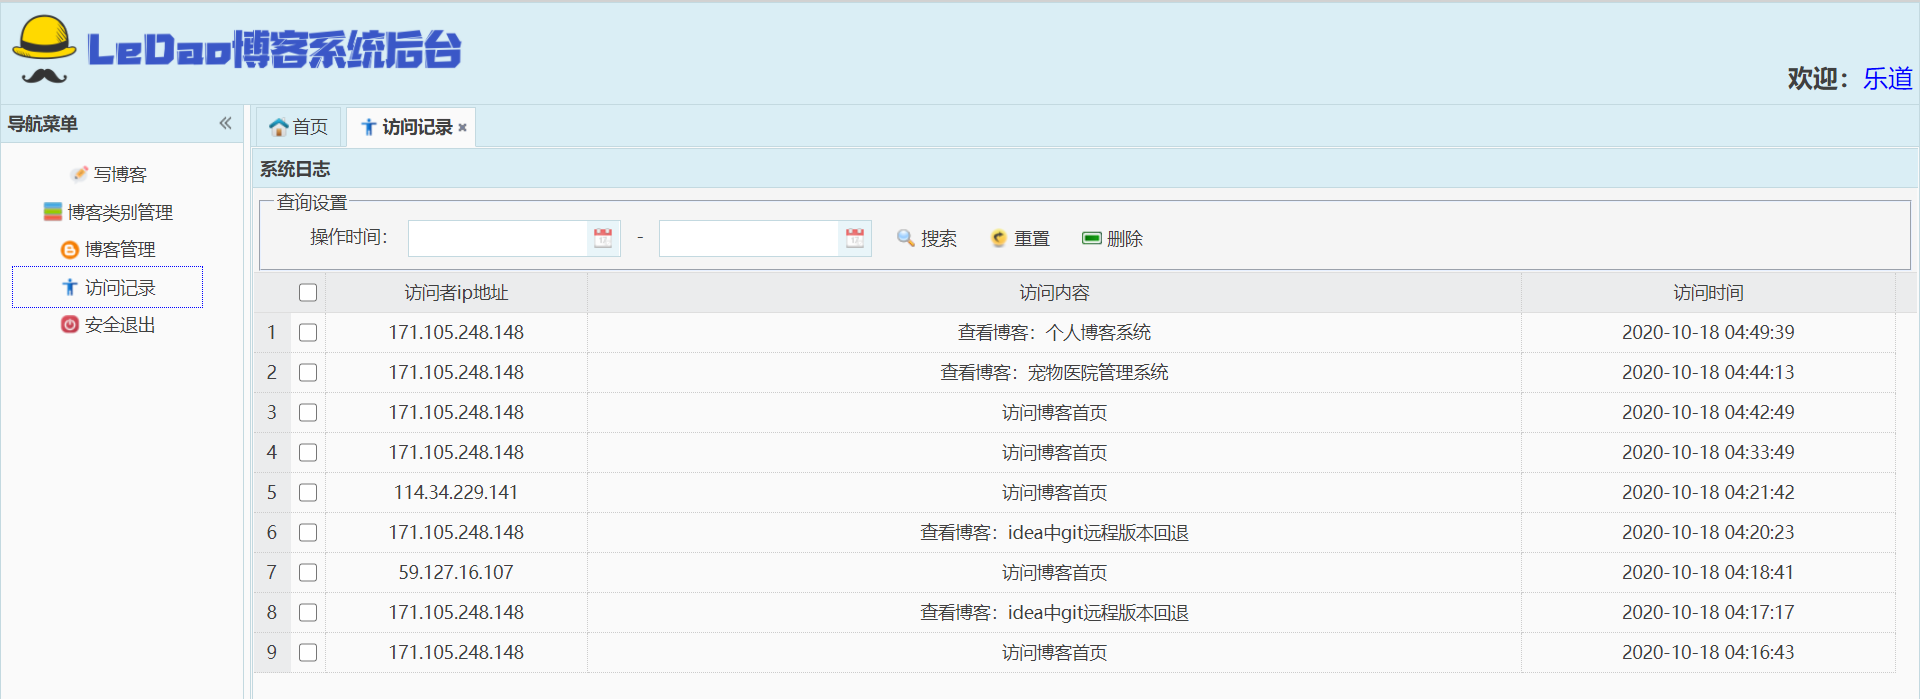 LeDao博客系统后台
欢迎：乐道
导航菜单
写博客
博客类别管理
博客管理
访问记录
安全退出
首页 访问记录
系统日志
查询设置
操作时间： - 搜索 重置 删除
访问者ip地址 访问内容 访问时间
1 171.105.248.148 查看博客：个人博客系统 2020-10-18 04:49:39
2 171.105.248.148 查看博客：宠物医院管理系统 2020-10-18 04:44:13
3 171.105.248.148 访问博客首页 2020-10-18 04:42:49
4 171.105.248.148 访问博客首页 2020-10-18 04:33:49
5 114.34.229.141 访问博客首页 2020-10-18 04:21:42
6 171.105.248.148 查看博客：idea中git远程版本回退 2020-10-18 04:20:23
7 59.127.16.107 访问博客首页 2020-10-18 04:18:41
8 171.105.248.148 查看博客：idea中git远程版本回退 2020-10-18 04:17:17
9 171.105.248.148 访问博客首页 2020-10-18 04:16:43